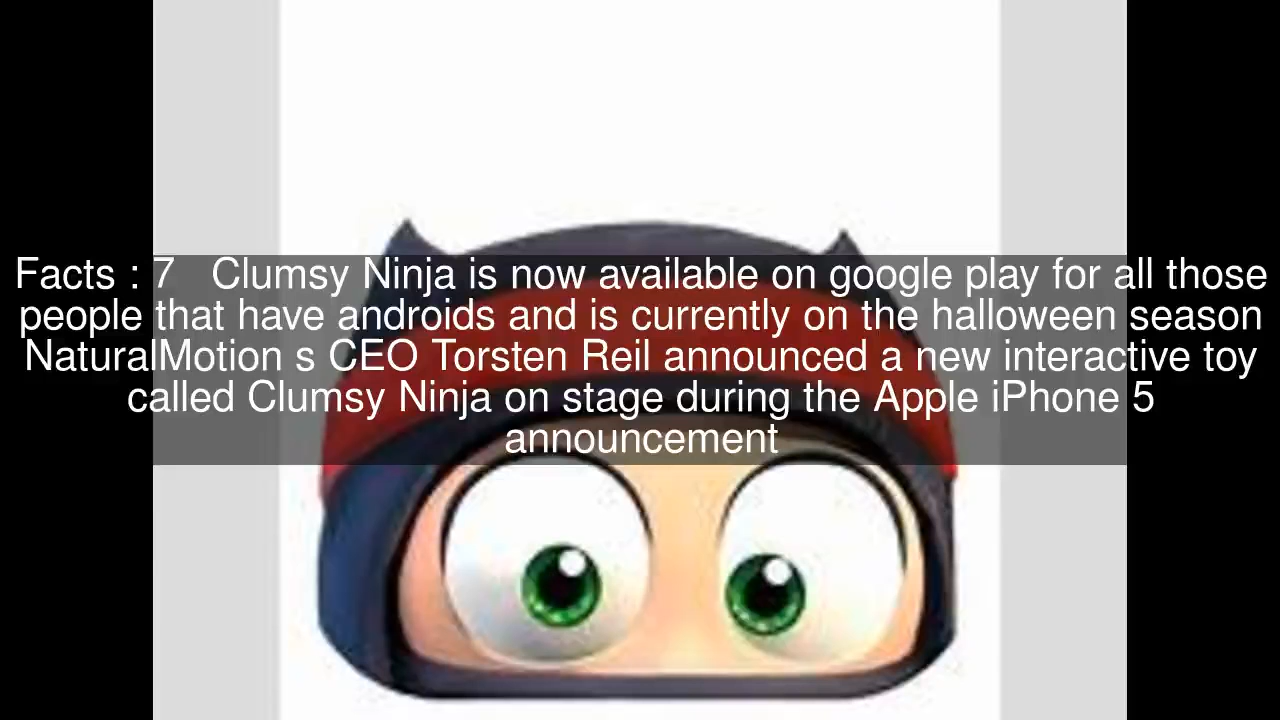 Facts : 7   Clumsy Ninja is now available on google play for all those
people that have androids and is currently on the halloween season
NaturalMotion s CEO Torsten Reil announced a new interactive toy
called Clumsy Ninja on stage during the Apple iPhone 5
announcement